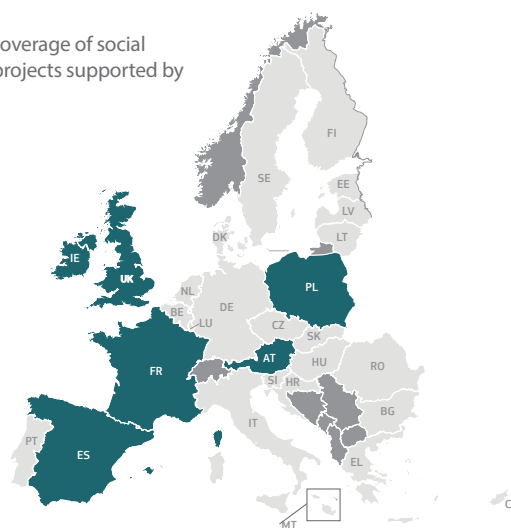 overage of social
projects supported by
FI
SE
EE
LV
LT
DK
IE
UK
NL
PL
BE
DE
LU
CZ
SK
AT
FR
HU
RO
SI
HR
BG
IT
PT
ES
EL
C
MT